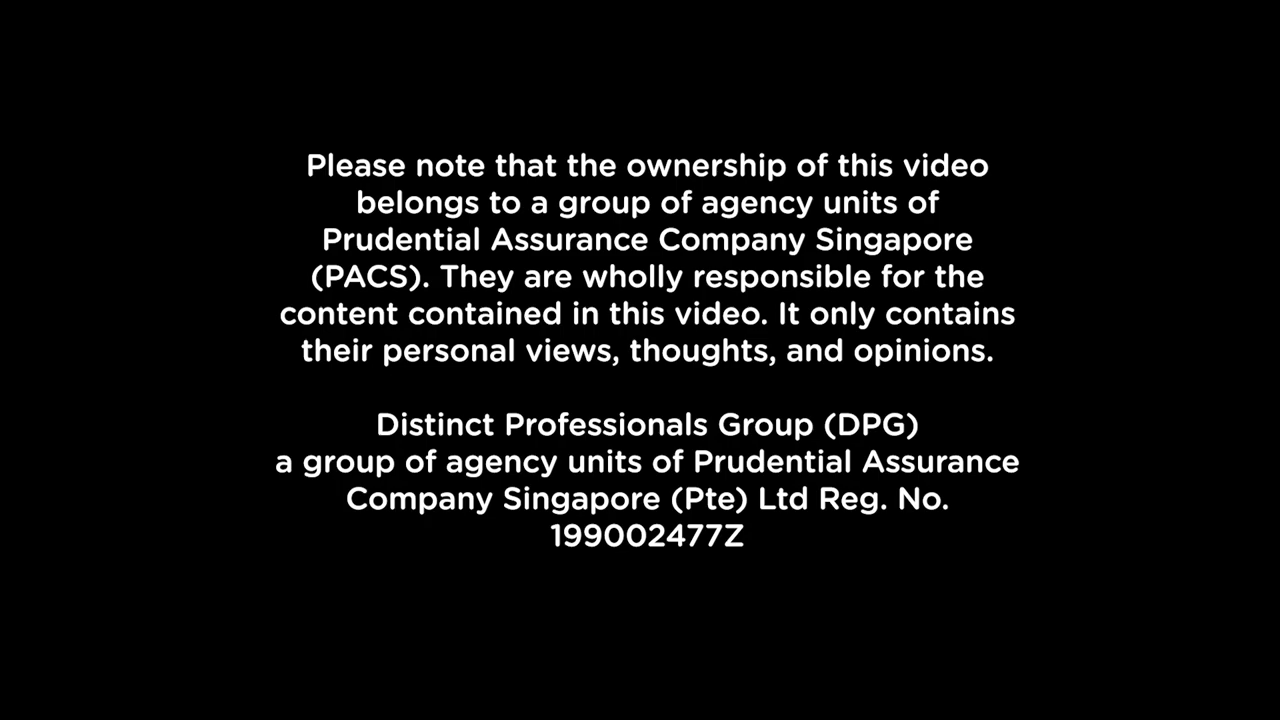 Please note that the ownership of this video
belongs to a group of agency units of
Prudential Assurance Company Singapore
(PACS). They are wholly responsible for the
content contained in this video. It only contains
their personal views, thoughts, and opinions.
Distinct Professionals Group (DPG)
a group of agency units of Prudential Assurance
Company Singapore (Pte) Ltd Reg. No.
199002477Z